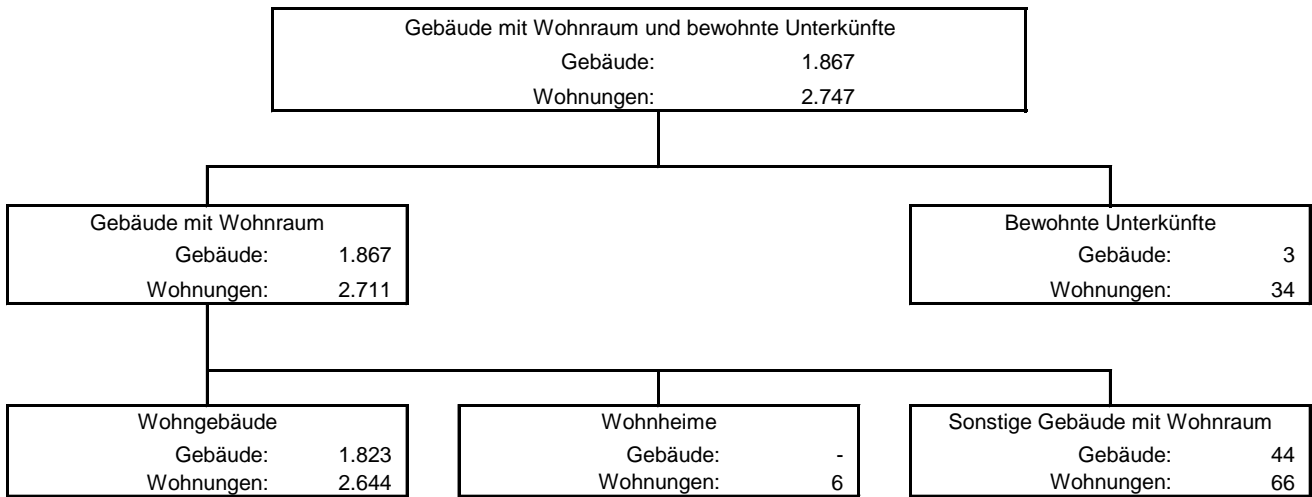 Gebäude mit Wohnraum und bewohnte Unterkünfte
Gebäude: 1.867
Wohnungen: 2.747
Gebäude mit Wohnraum
Gebäude: 1.867
Wohnungen: 2.711
Bewohnte Unterkünfte
Gebäude: 3
Wohnungen: 34
Wohngebäude
Gebäude: 1.823
Wohnungen: 2.644
Wohnheime
Gebäude: -
Wohnungen: 6
Sonstige Gebäude mit Wohnraum
Gebäude: 44
Wohnungen: 66